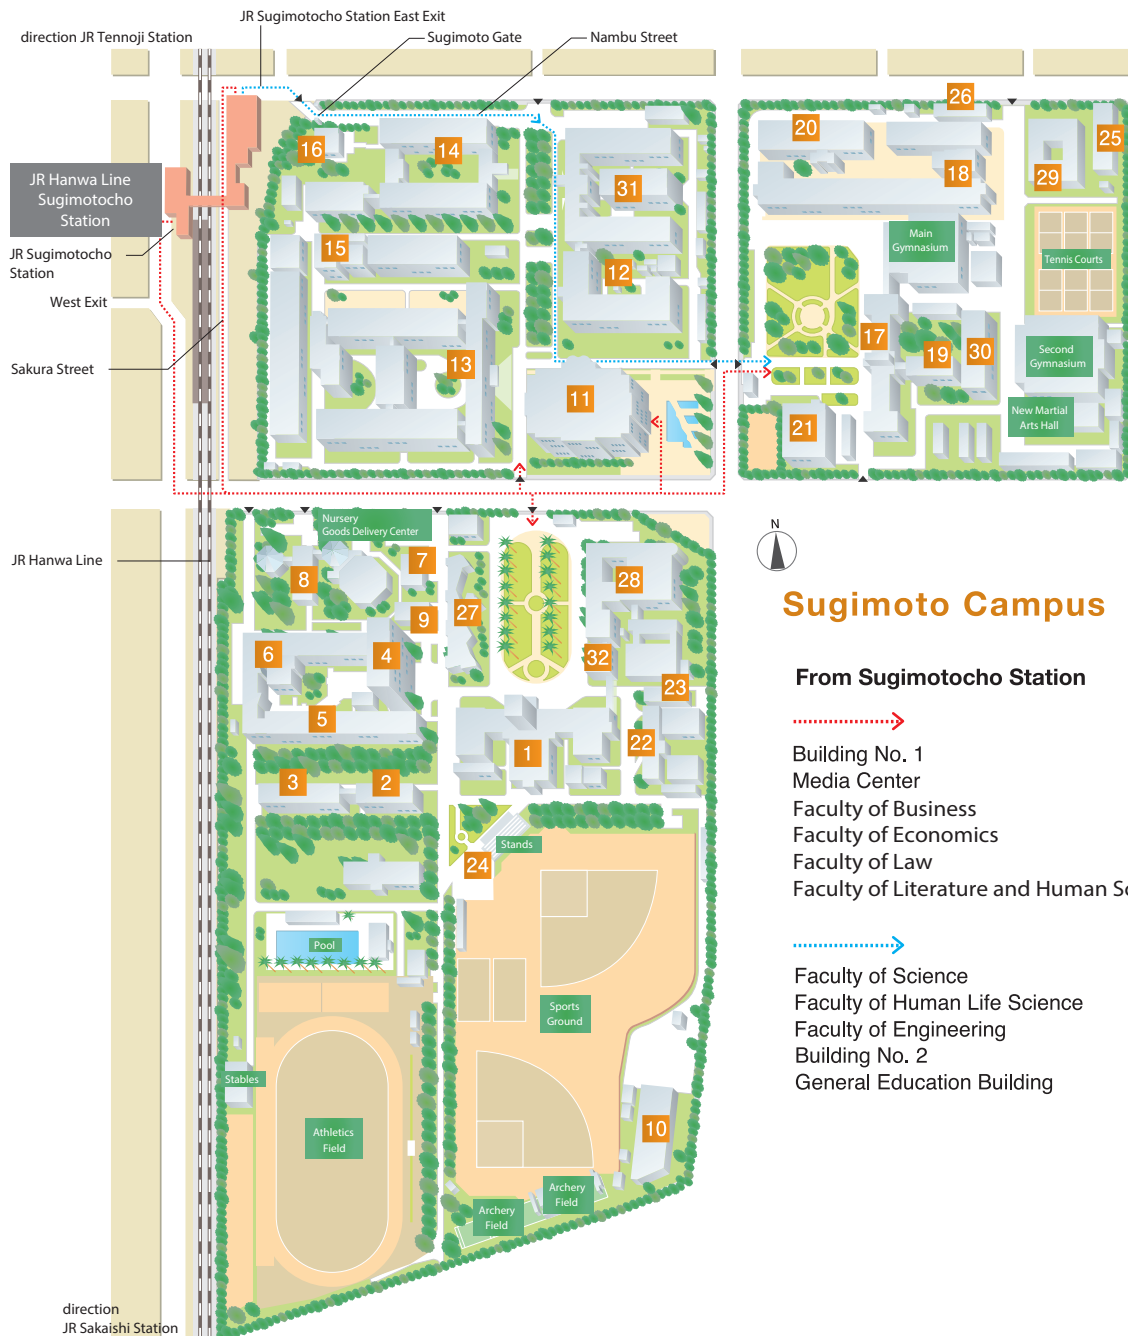 JR Sugimotocho Station East Exit
direction JR Tennoji Station
Sugimoto Gate
Nambu Street
JR Hanwa Line
Sugimotocho
Station
JR Sugimotocho
Station
West Exit
Sakura Street
JR Hanwa Line
direction
JR Sakaishi Station
16
14
15
13
31
12
11
20
26
18
25
29
Main
Gymnasium
Tennis Courts
17
19
30
Second
Gymnasium
21
New Martial
Arts Hall
Nursery
Goods Delivery Center
8
7
9
27
28
6
4
5
32
23
22
1
3
2
24
Stands
Pool
Sports
Ground
Stables
Athletics
Field
10
Archery
Field
Archery
Field
N
Sugimoto Campus
From Sugimotocho Station
Building No. 1
Media Center
Faculty of Business
Faculty of Economics
Faculty of Law
Faculty of Literature and Human Sc
Faculty of Science
Faculty of Human Life Science
Faculty of Engineering
Building No. 2
General Education Building